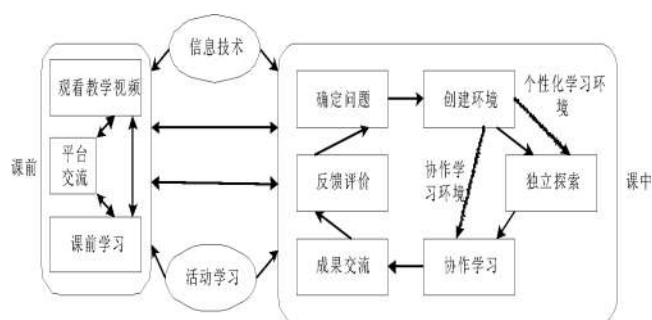 信息技术
观看教学视频
平台
交流
课前
课前学习
活动学习
确定问题
创建环境
个性化学习环
境
反馈评价
协作学
习环境
独立探索
课中
成果交流
协作学习